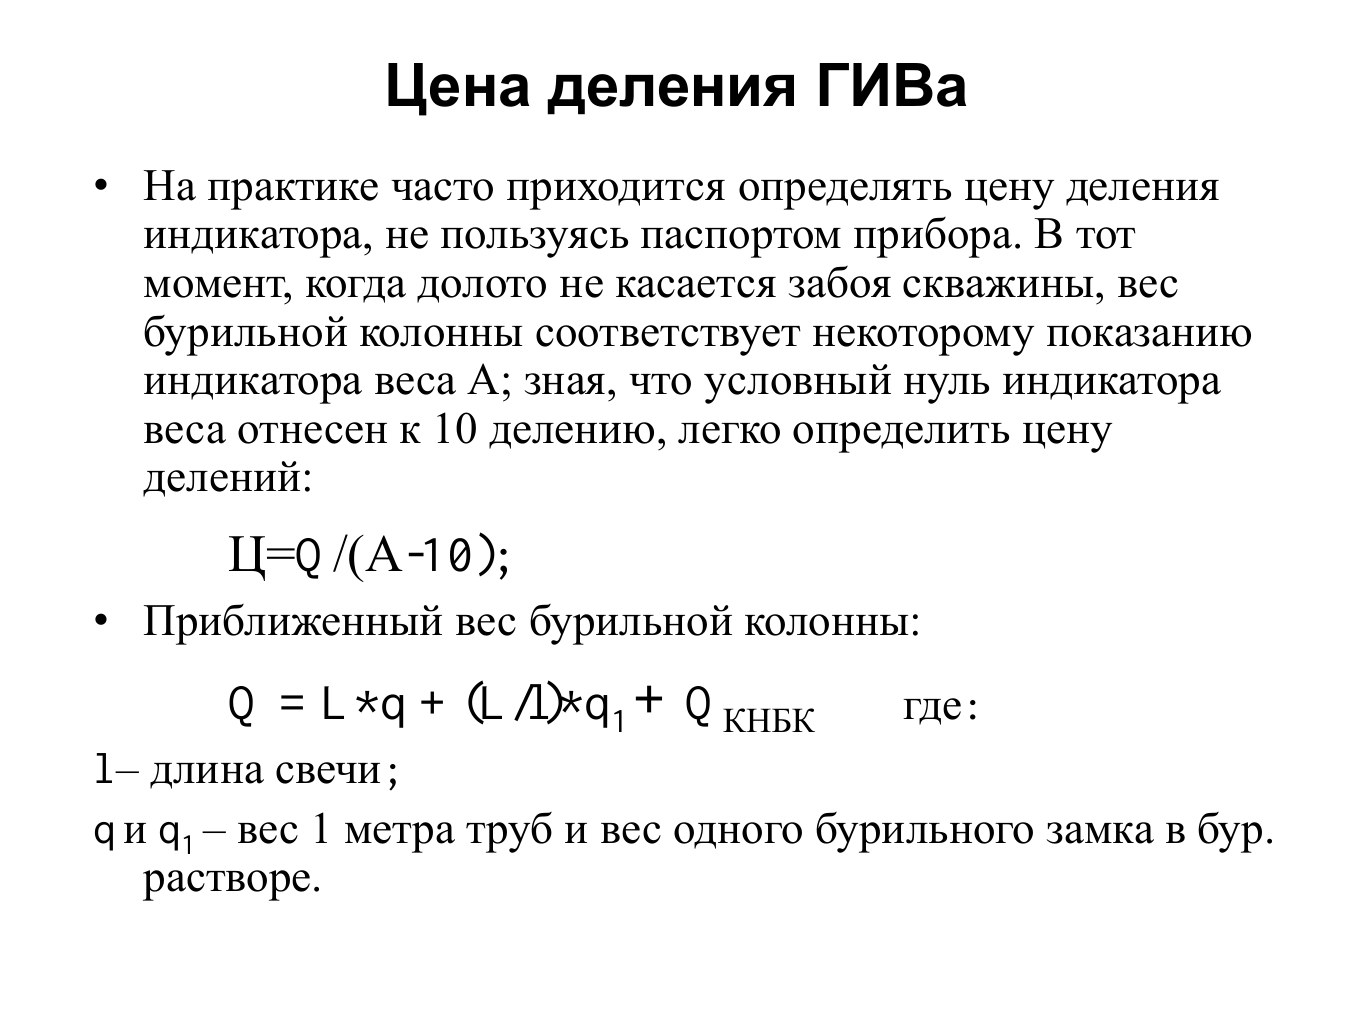 Цена деления ГИВа
• На практике часто приходится определять цену деления
индикатора, не пользуясь паспортом прибора. В тот
момент, когда долото не касается забоя скважины, вес
бурильной колонны соответствует некоторому показанию
индикатора веса А; зная, что условный нуль индикатора
веса отнесен к 10 делению, легко определить цену
делений:
Ц=Q /(А-10);
• Приближенный вес бурильной колонны:
Q = L*q + (L/l)*q₁ + Q КНБК где:
l– длина свечи;
q и q₁ – вес 1 метра труб и вес одного бурильного замка в бур.
растворе.